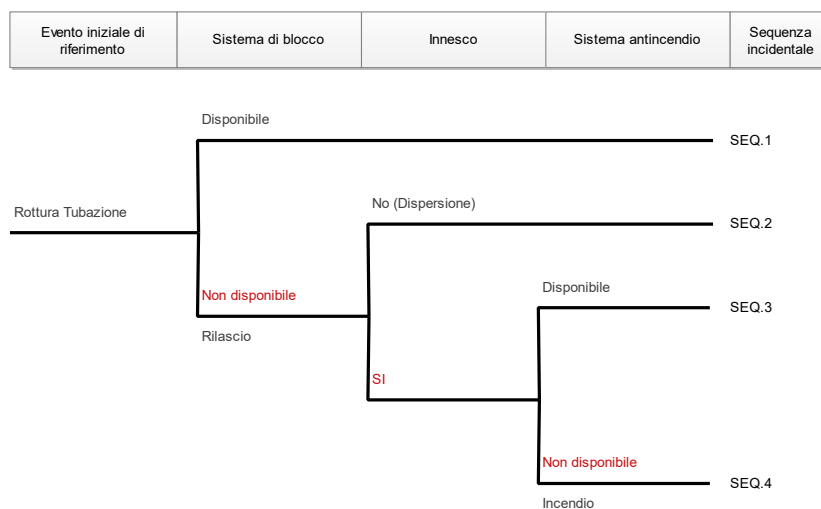 Evento iniziale di
riferimento
Sistema di blocco
Innesco
Sistema antincendio
Sequenza
incidentale
Disponibile
SEQ.1
Rottura Tubazione
No (Dispersione)
SEQ.2
Non disponibile
Rilascio
Disponibile
SEQ.3
SI
Non disponibile
SEQ.4
Incendio